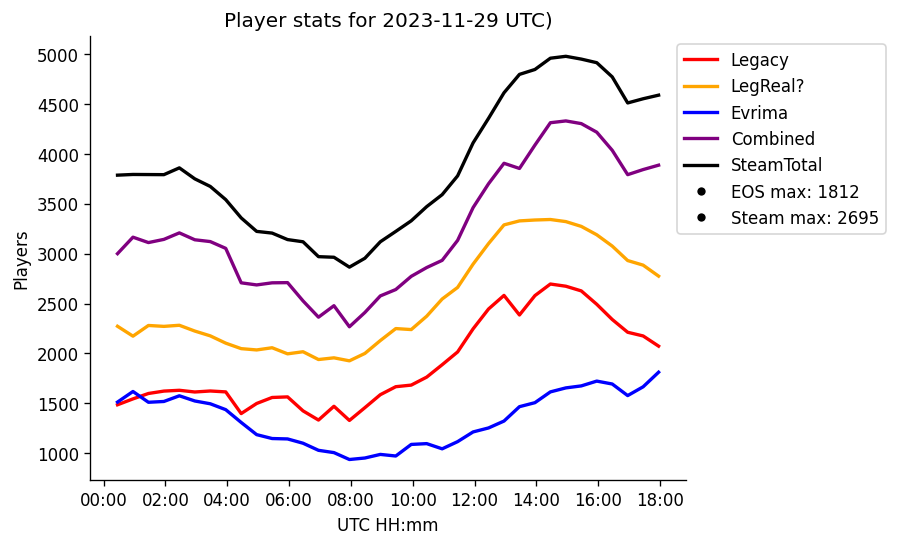 Player stats for 2023-11-29 UTC)
5000
4500
4000
3500
3000
2500
2000
1500
1000
Players
00:00 02:00 04:00 06:00 08:00 10:00 12:00 14:00 16:00 18:00
UTC HH:mm
Legacy
LegReal?
Evrima
Combined
SteamTotal
EOS max: 1812
Steam max: 2695